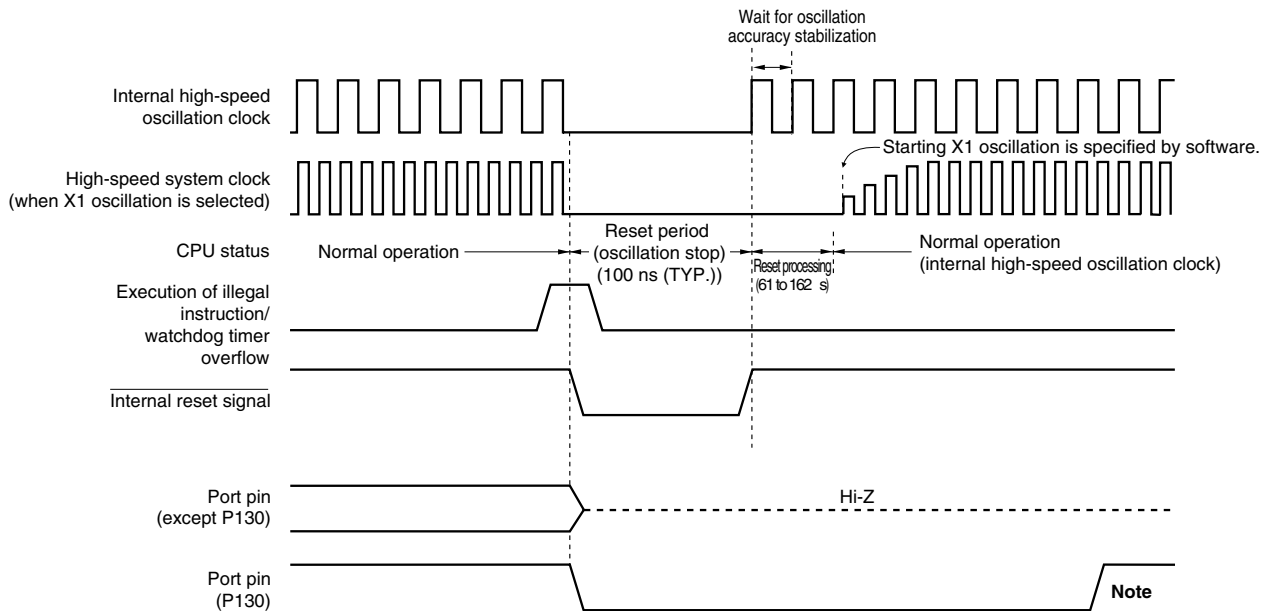 Wait for oscillation
accuracy stabilization
Internal high-speed
oscillation clock
Starting X1 oscillation is specified by software.
High-speed system clock
(when X1 oscillation is selected)
CPU status
Normal operation
Reset period
(oscillation stop)
(100 ns (TYP.))
Reset processing
(61 to 162 s)
Normal operation
(internal high-speed oscillation clock)
Execution of illegal
instruction/
watchdog timer
overflow
Internal reset signal
Port pin
(except P130)
Hi-Z
Port pin
(P130)
Note